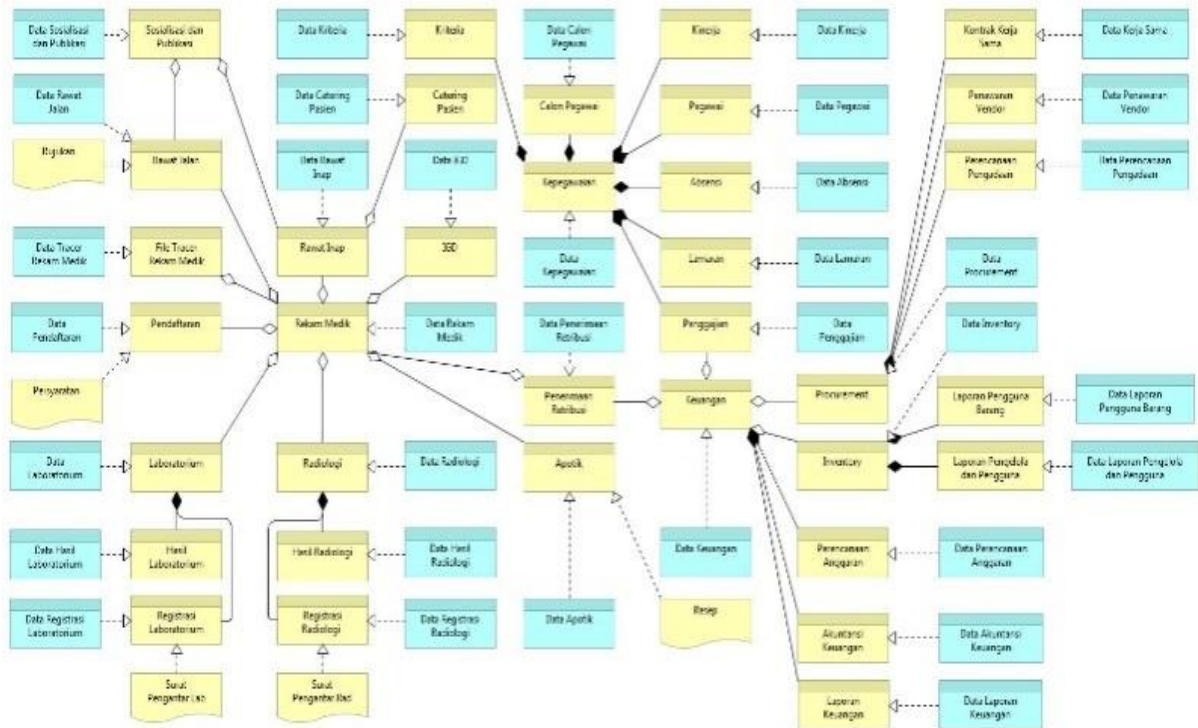 Data Sosialisasi
dan Publikasi
Sosialisasi dan
Publikasi
Data Kriteria
Kriteria
Data Calon
Pegawai
Kinerja
Data Kinerja
Kontrak Kerja
Sama
Data Kerja Sama
Data Rawat
Jalan
Data Catering
Pasien
Catering
Pasien
Calon Pegawai
Pegawai
Data Pegawai
Penawaran
Vendor
Data Penawaran
Vendor
Rujukan
Rawat Jalan
Data Rawat
Inap
Data IGD
Kepegawaian
Absensi
Data Absensi
Perencanaan
Pengadaan
Data Perencanaan
Pengadaan
Data Tracer
Rekam Medik
File Tracer
Rekam Medik
Rawat Inap
IGD
Data
Kepegawaian
Lamaran
Data Lamaran
Data
Procurement
Data
Pendaftaran
Pendaftaran
Rekam Medik
Data Rekam
Medik
Data Penerimaan
Retribusi
Penggajian
Data
Penggajian
Data Inventory
Persyaratan
Penerimaan
Retribusi
Keuangan
Procurement
Laporan Pengguna
Barang
Data Laporan
Pengguna Barang
Data
Laboratorium
Laboratorium
Radiologi
Data Radiologi
Apotik
Inventory
Laporan Pengelola
dan Pengguna
Data Laporan Pengelola
dan Pengguna
Data Hasil
Laboratorium
Hasil
Laboratorium
Hasil Radiologi
Data Hasil
Radiologi
Data Keuangan
Perencanaan
Anggaran
Data Perencanaan
Anggaran
Data Registrasi
Laboratorium
Registrasi
Laboratorium
Registrasi
Radiologi
Data Registrasi
Radiologi
Data Apotik
Resep
Akuntansi
Keuangan
Data Akuntansi
Keuangan
Surat
Pengantar Lab
Surat
Pengantar Rad
Laporan
Keuangan
Data Laporan
Keuangan